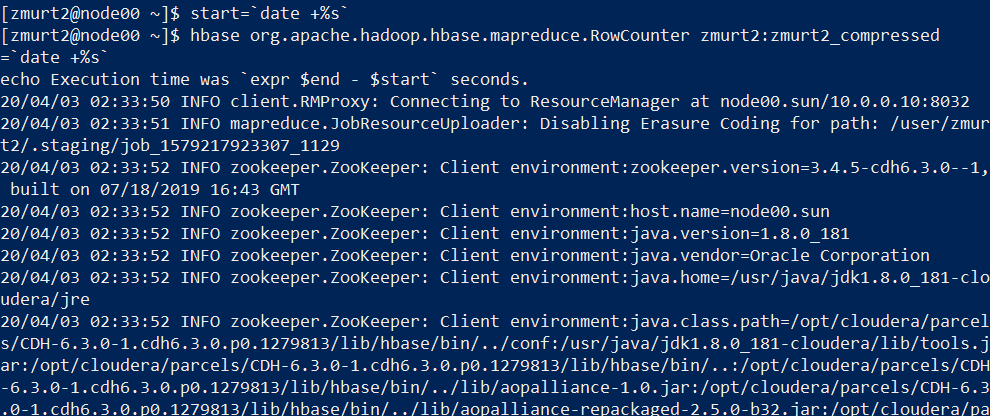 [zmurt2@node00 ~]$ start=`date +%s`
[zmurt2@node00 ~]$ hbase org.apache.hadoop.hbase.mapreduce.RowCounter zmurt2:zmurt2_compressed
=`date +%s`
echo Execution time was `expr $end - $start` seconds.
20/04/03 02:33:50 INFO client.RMProxy: Connecting to ResourceManager at node00.sun/10.0.0.10:8032
20/04/03 02:33:51 INFO mapreduce.JobResourceUploader: Disabling Erasure Coding for path: /user/zmur
t2/.staging/job_1579217923307_1129
20/04/03 02:33:52 INFO zookeeper.ZooKeeper: Client environment:zookeeper.version=3.4.5-cdh6.3.0--1,
 built on 07/18/2019 16:43 GMT
20/04/03 02:33:52 INFO zookeeper.ZooKeeper: Client environment:host.name=node00.sun
20/04/03 02:33:52 INFO zookeeper.ZooKeeper: Client environment:java.version=1.8.0_181
20/04/03 02:33:52 INFO zookeeper.ZooKeeper: Client environment:java.vendor=Oracle Corporation
20/04/03 02:33:52 INFO zookeeper.ZooKeeper: Client environment:java.home=/usr/java/jdk1.8.0_181-clo
udera/jre
20/04/03 02:33:52 INFO zookeeper.ZooKeeper: Client environment:java.class.path=/opt/cloudera/parcel
s/CDH-6.3.0-1.cdh6.3.0.p0.1279813/lib/hbase/bin/../conf:/usr/java/jdk1.8.0_181-cloudera/lib/tools.j
ar:/opt/cloudera/parcels/CDH-6.3.0-1.cdh6.3.0.p0.1279813/lib/hbase/bin/..:/opt/cloudera/parcels/CDH
-6.3.0-1.cdh6.3.0.p0.1279813/lib/hbase/bin/../lib/aopalliance-1.0.jar:/opt/cloudera/parcels/CDH-6.3
.0-1.cdh6.3.0.p0.1279813/lib/hbase/bin/../lib/aopalliance-repackaged-2.5.0-b32.jar:/opt/cloudera/pa